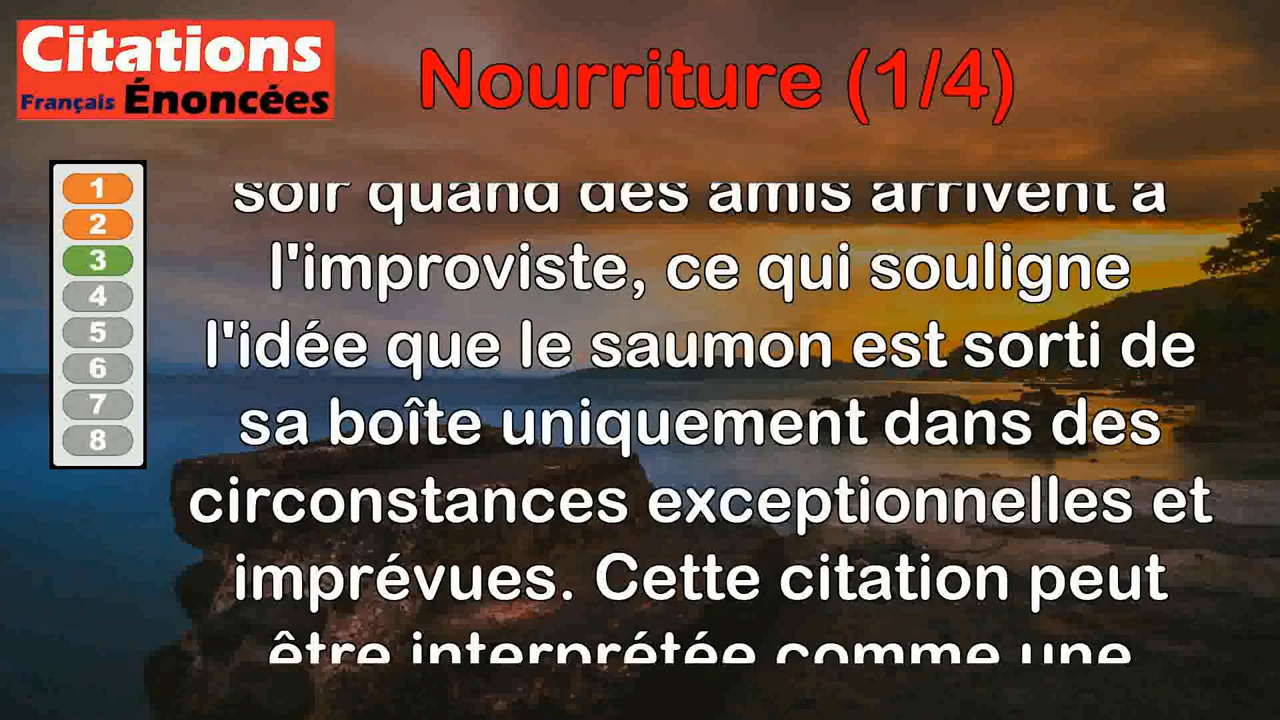 Citations
Français Énoncées
Nourriture (1/4)
1
2
3
4
5
6
7
8
soir quand des amis arrivent à
l'improviste, ce qui souligne
l'idée que le saumon est sorti de
sa boîte uniquement dans des
circonstances exceptionnelles et
imprévues. Cette citation peut
être interprétée comme une